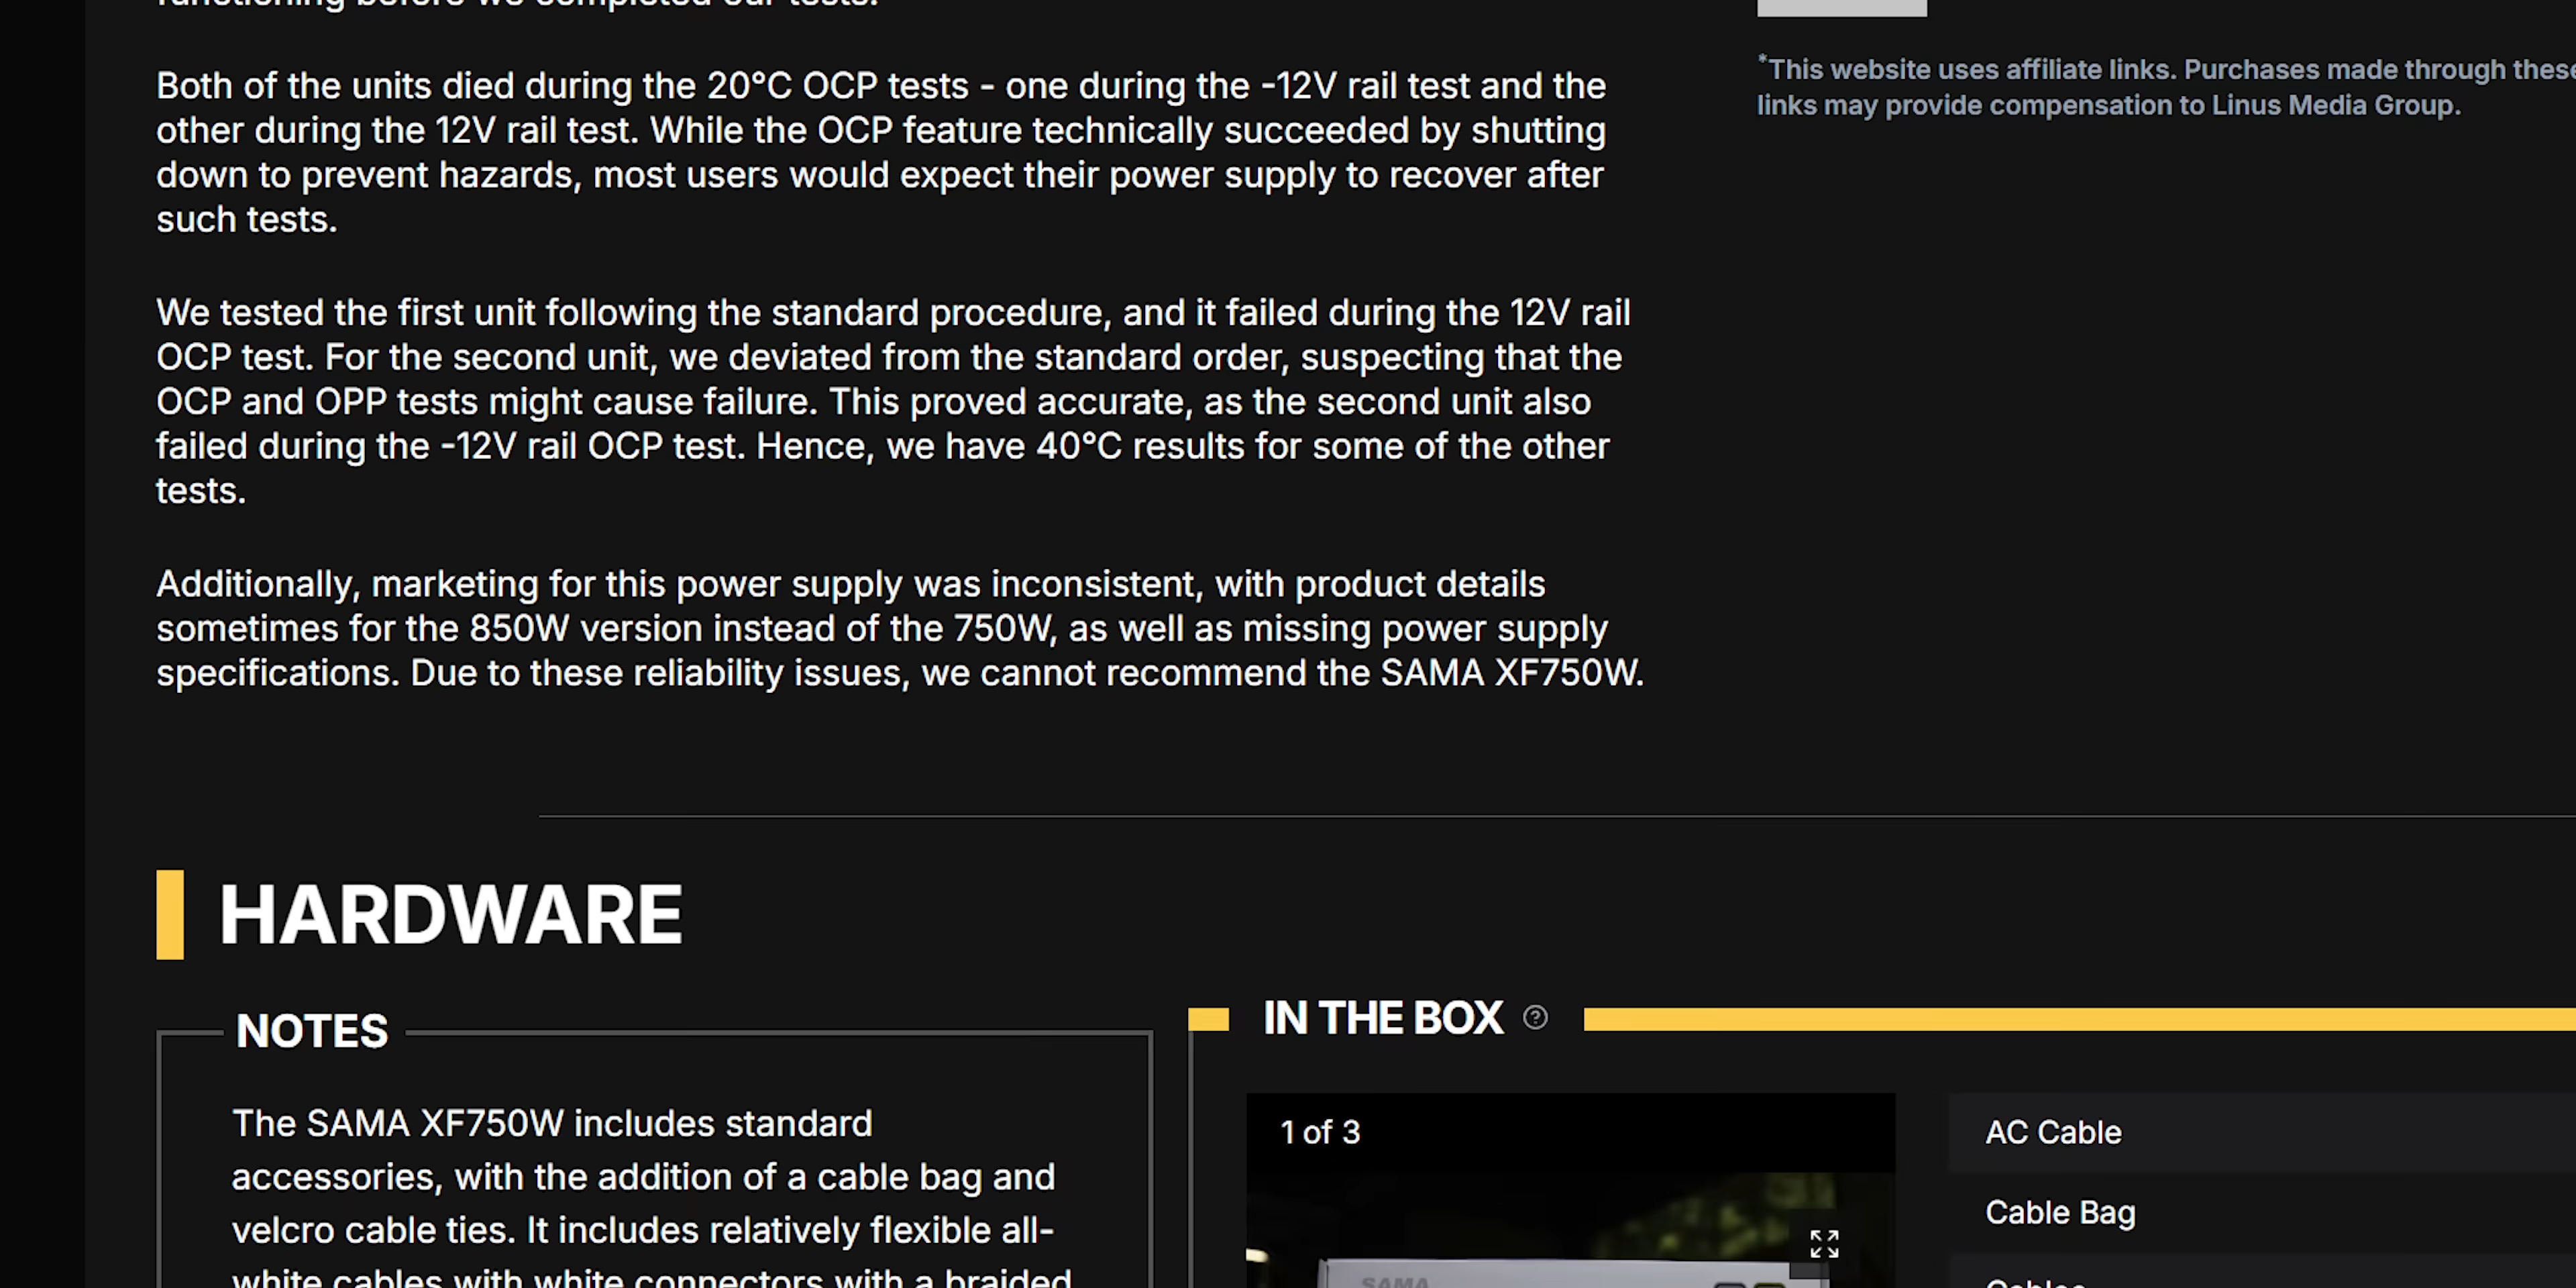 functioning before we completed our tests.
Both of the units died during the 20°C OCP tests - one during the -12V rail test and the
other during the 12V rail test. While the OCP feature technically succeeded by shutting
down to prevent hazards, most users would expect their power supply to recover after
such tests.
We tested the first unit following the standard procedure, and it failed during the 12V rail
OCP test. For the second unit, we deviated from the standard order, suspecting that the
OCP and OPP tests might cause failure. This proved accurate, as the second unit also
failed during the -12V rail OCP test. Hence, we have 40°C results for some of the other
tests.
Additionally, marketing for this power supply was inconsistent, with product details
sometimes for the 850W version instead of the 750W, as well as missing power supply
specifications. Due to these reliability issues, we cannot recommend the SAMA XF750W.
*This website uses affiliate links. Purchases made through these
links may provide compensation to Linus Media Group.
HARDWARE
NOTES
The SAMA XF750W includes standard
accessories, with the addition of a cable bag and
velcro cable ties. It includes relatively flexible all-
white cables with white connectors with a braided
IN THE BOX
1 of 3
SAMA
AC Cable
Cable Bag
Cables